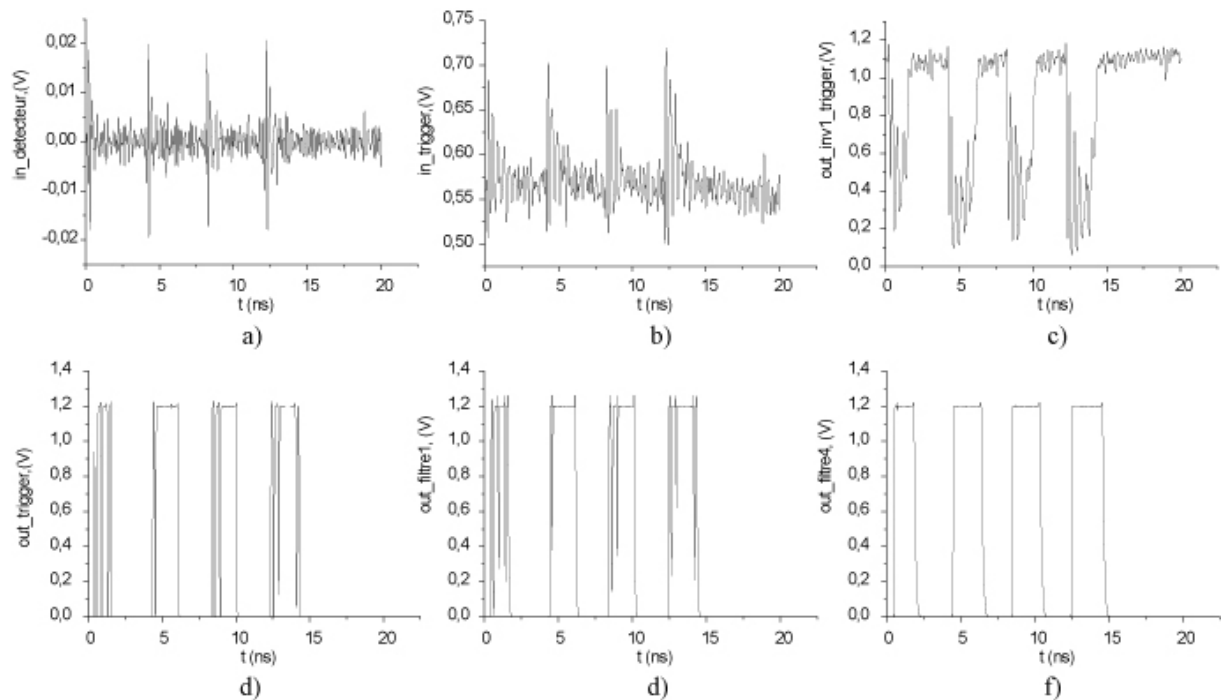 in_detecteur,(V)
0,02
0,01
0,00
-0,01
-0,02
0 5 10 15 20
t (ns)
a)
in_trigger,(V)
0,75
0,70
0,65
0,60
0,55
0,50
0 5 10 15 20
t (ns)
b)
out_inv1_trigger,(V)
1,2
1,0
0,8
0,6
0,4
0,2
0,0
0 5 10 15 20
t (ns)
c)
out_trigger,(V)
1,4
1,2
1,0
0,8
0,6
0,4
0,2
0,0
0 5 10 15 20
t (ns)
d)
out_filtre1, (V)
1,4
1,2
1,0
0,8
0,6
0,4
0,2
0,0
0 5 10 15 20
t (ns)
d)
out_filtre4, (V)
1,4
1,2
1,0
0,8
0,6
0,4
0,2
0,0
0 5 10 15 20
t (ns)
f)